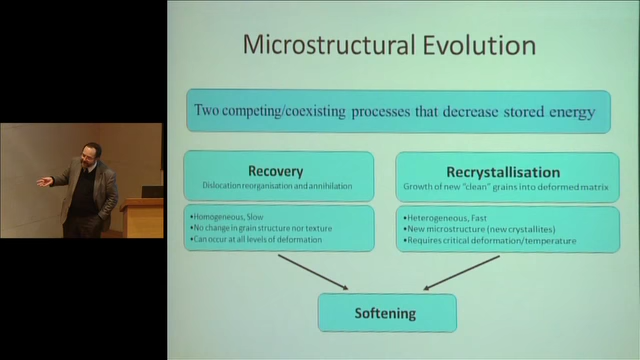 Microstructural Evolution
Two competing/coexisting processes that decrease stored energy
Recovery
Dislocation reorganisation and annihilation
•Homogeneous, Slow
•No change in grain structure nor texture
•Can occur at all levels of deformation
Recrystallisation
Growth of new "clean" grains into deformed matrix
•Heterogeneous, Fast
•New microstructure (new crystallites)
•Requires critical deformation/temperature
Softening